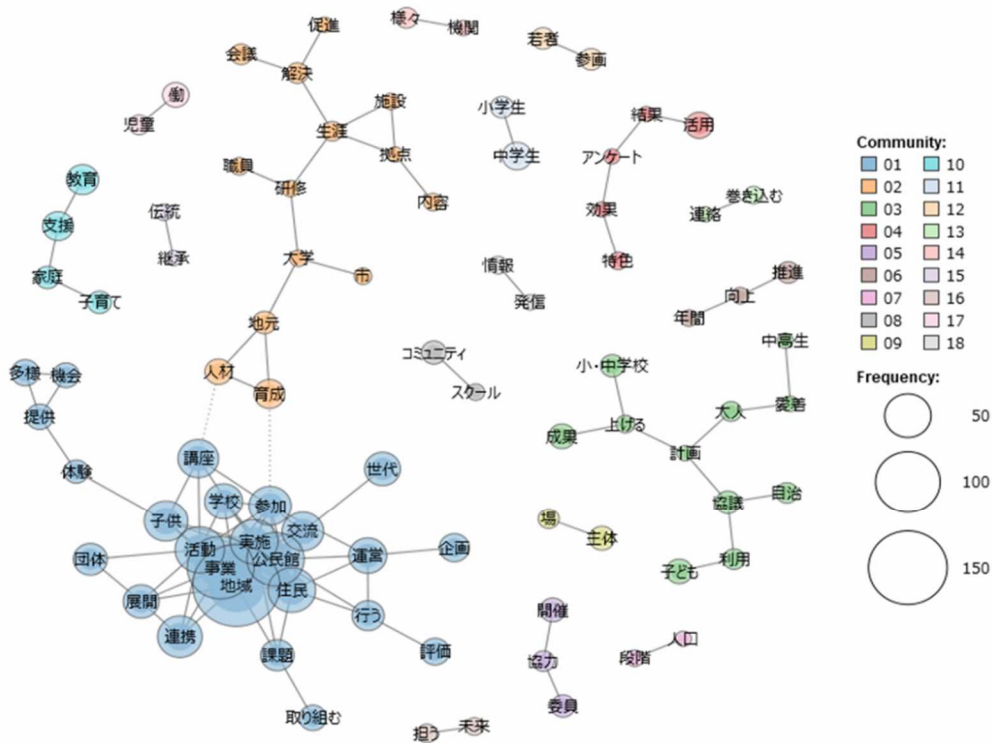 促進
会議
解決
様々
機関
若者
参画
働
児童
施設
生涯
拠点
小学生
中学生
結果
活用
アンケート
職員
研修
内容
教育
支援
家庭
子育て
伝統
継承
効果
特色
連絡
巻き込む
大学
市
情報
発信
推進
向上
年間
地元
人材
育成
コミュニティ
スクール
中高生
小・中学校
多様
機会
提供
体験
成果
上げる
大人
愛善
計画
講座
世代
学校
参加
子供
交流
協議
自治
場
主体
活動
実施
事業
公民館
地域
運営
企画
団体
住民
利用
子ども
展開
連携
行う
課題
評価
取り組む
開催
協力
委員
人口
段階
担う
未来
Community:
01 10
02 11
03 12
04 13
05 14
06 15
07 16
08 17
09 18
Frequency:
50
100
150